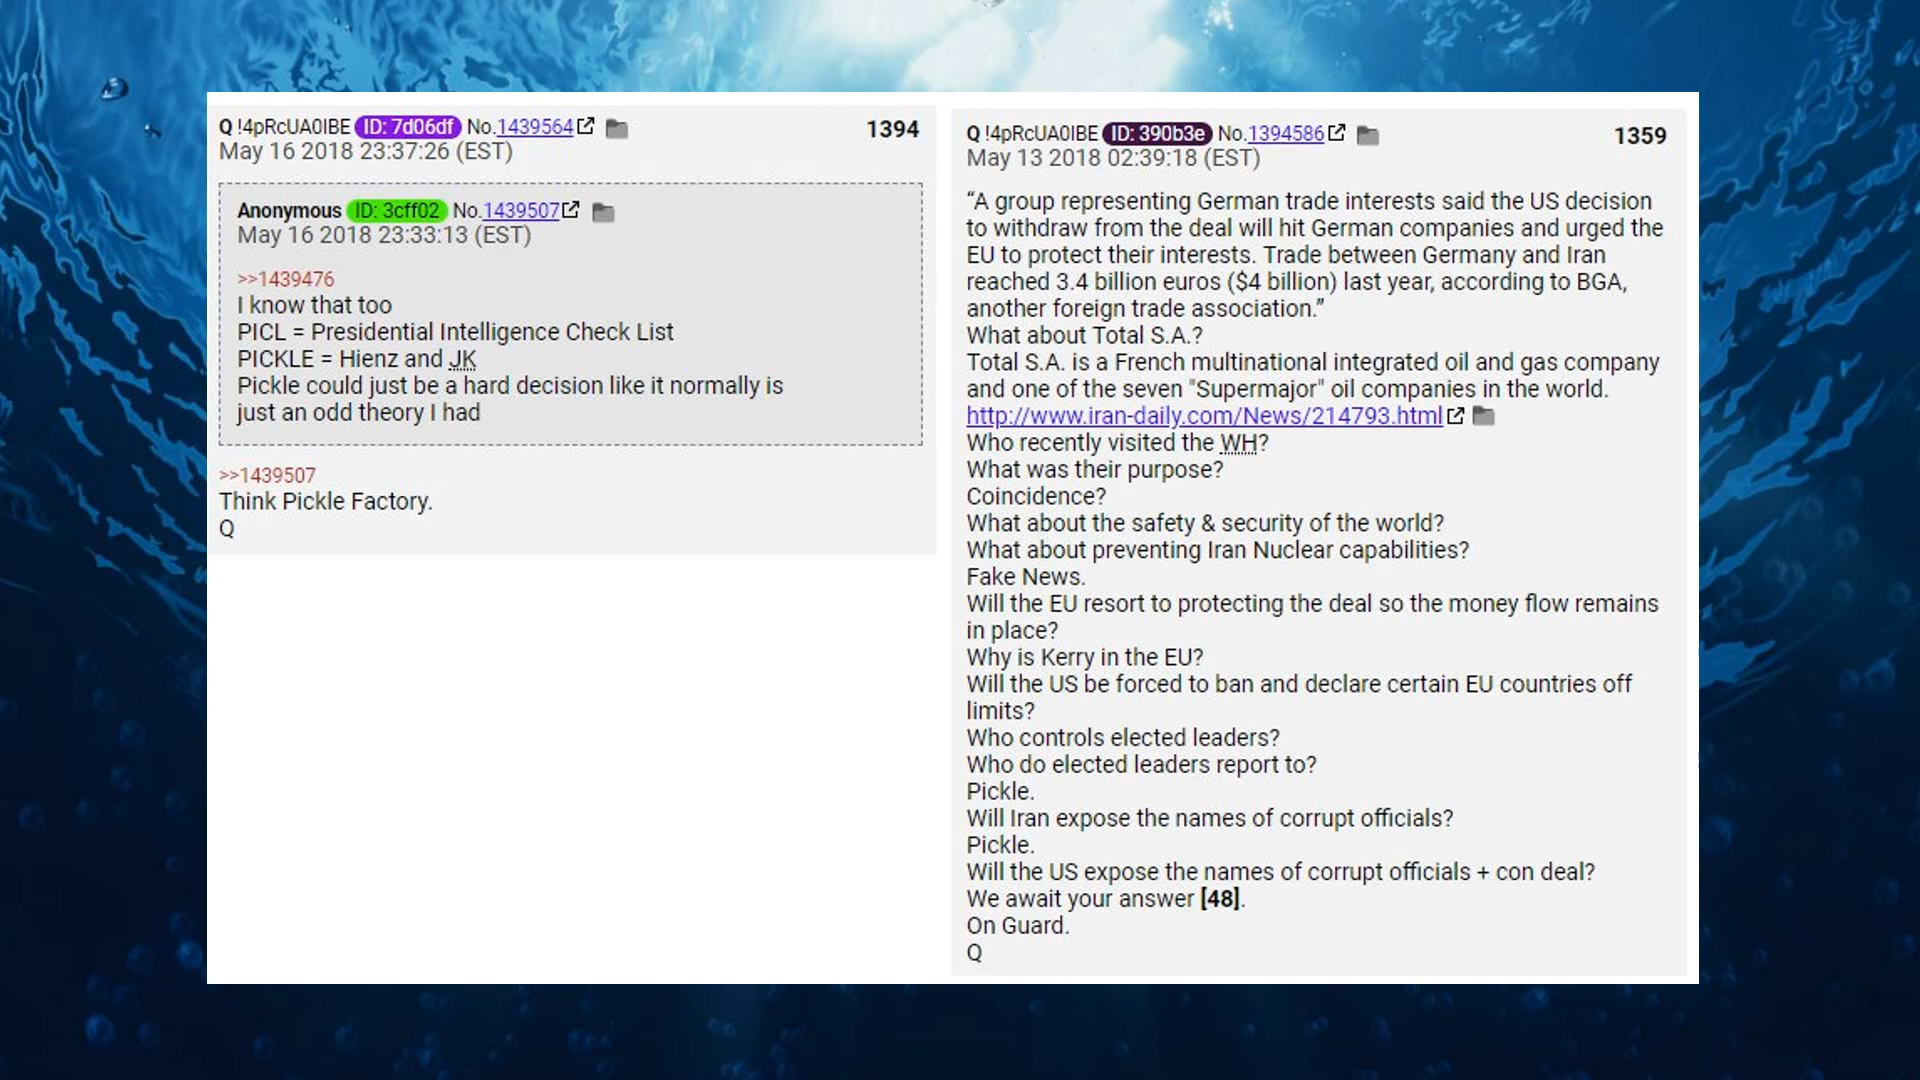 Q !4pRcUA0IBE ID: 7d06df No.1439564 1394
May 16 2018 23:37:26 (EST)
Anonymous ID: 3cff02 No.1439507
May 16 2018 23:33:13 (EST)
>>1439476
I know that too
PICL = Presidential Intelligence Check List
PICKLE = Hienz and JK
Pickle could just be a hard decision like it normally is
just an odd theory I had
>>1439507
Think Pickle Factory.
Q
Q !4pRcUA0IBE ID: 390b3e No.1394586 1359
May 13 2018 02:39:18 (EST)
“A group representing German trade interests said the US decision
to withdraw from the deal will hit German companies and urged the
EU to protect their interests. Trade between Germany and Iran
reached 3.4 billion euros ($4 billion) last year, according to BGA,
another foreign trade association.”
What about Total S.A.?
Total S.A. is a French multinational integrated oil and gas company
and one of the seven "Supermajor" oil companies in the world.
http://www.iran-daily.com/News/214793.html
Who recently visited the WH?
What was their purpose?
Coincidence?
What about the safety & security of the world?
What about preventing Iran Nuclear capabilities?
Fake News.
Will the EU resort to protecting the deal so the money flow remains
in place?
Why is Kerry in the EU?
Will the US be forced to ban and declare certain EU countries off
limits?
Who controls elected leaders?
Who do elected leaders report to?
Pickle.
Will Iran expose the names of corrupt officials?
Pickle.
Will the US expose the names of corrupt officials + con deal?
We await your answer [48].
On Guard.
Q